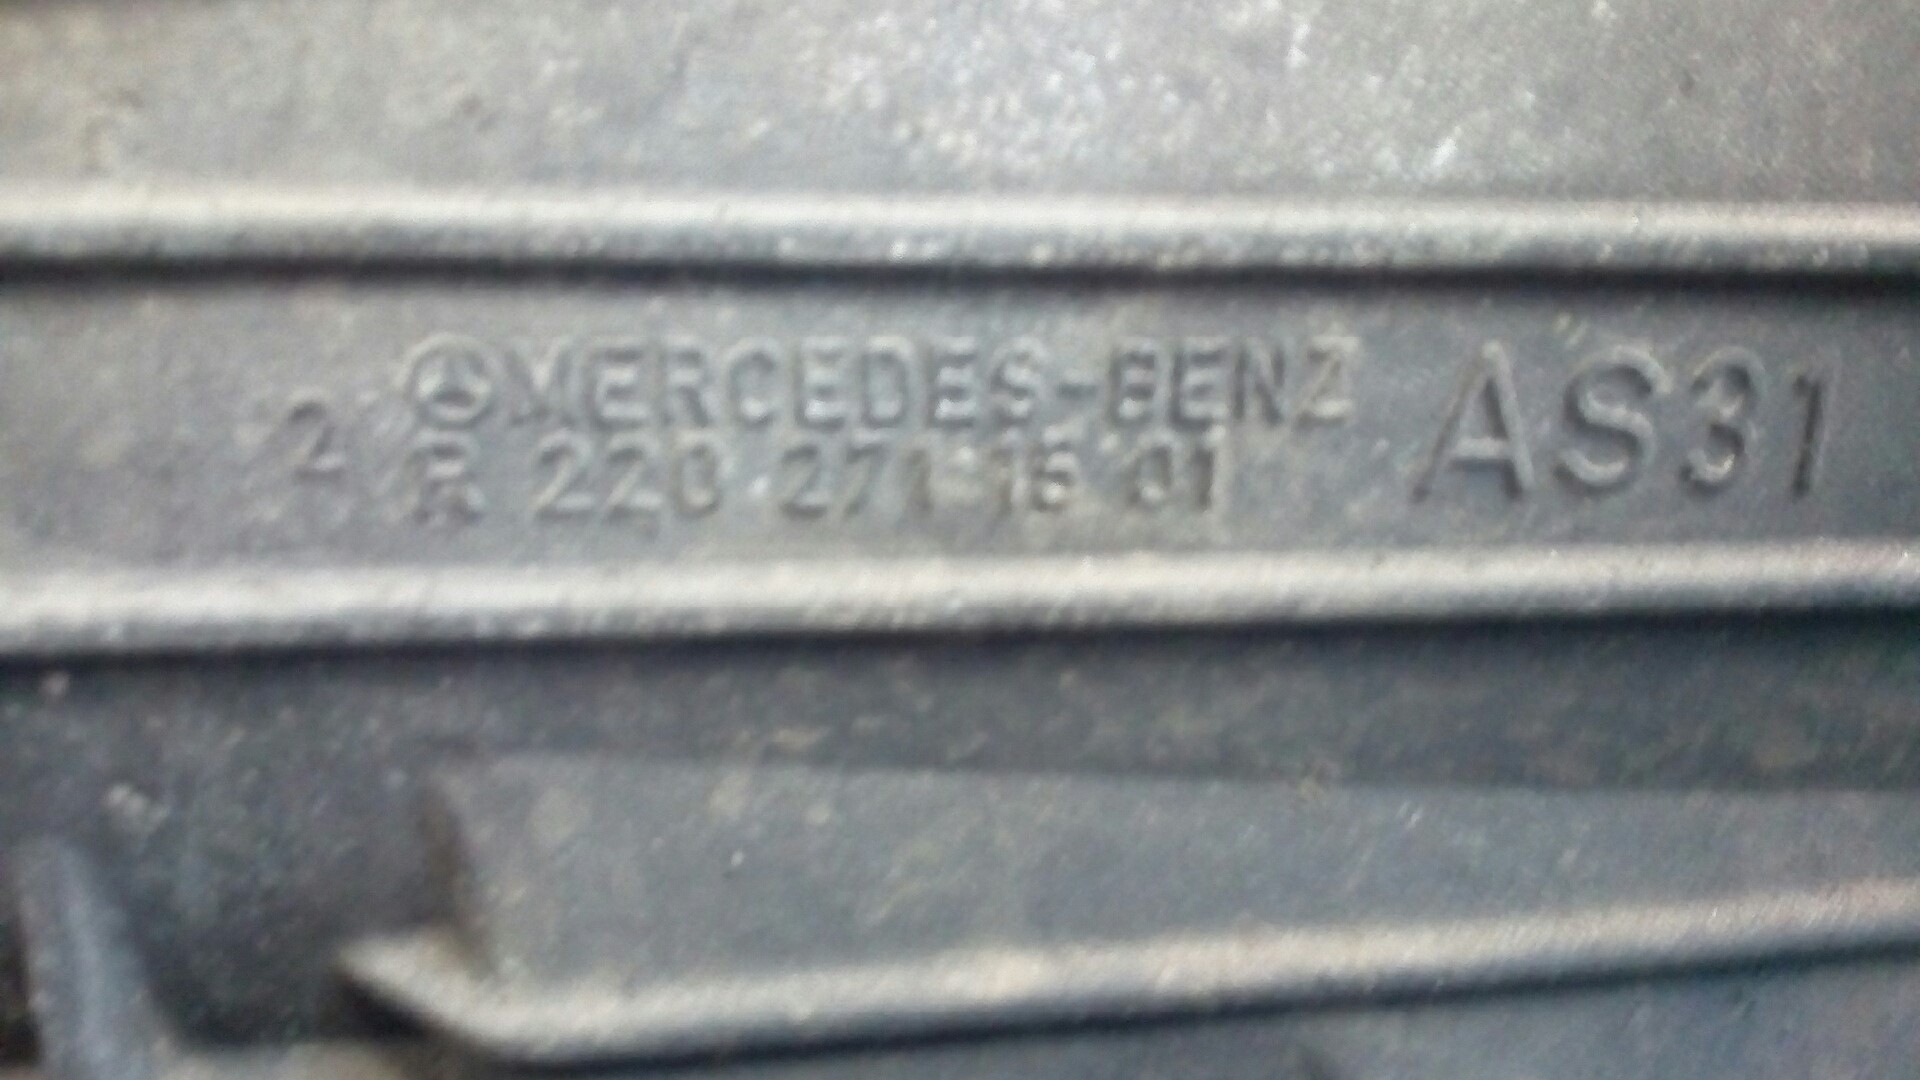 2
MERCEDES-BENZ
R 220 271 16 01
AS31